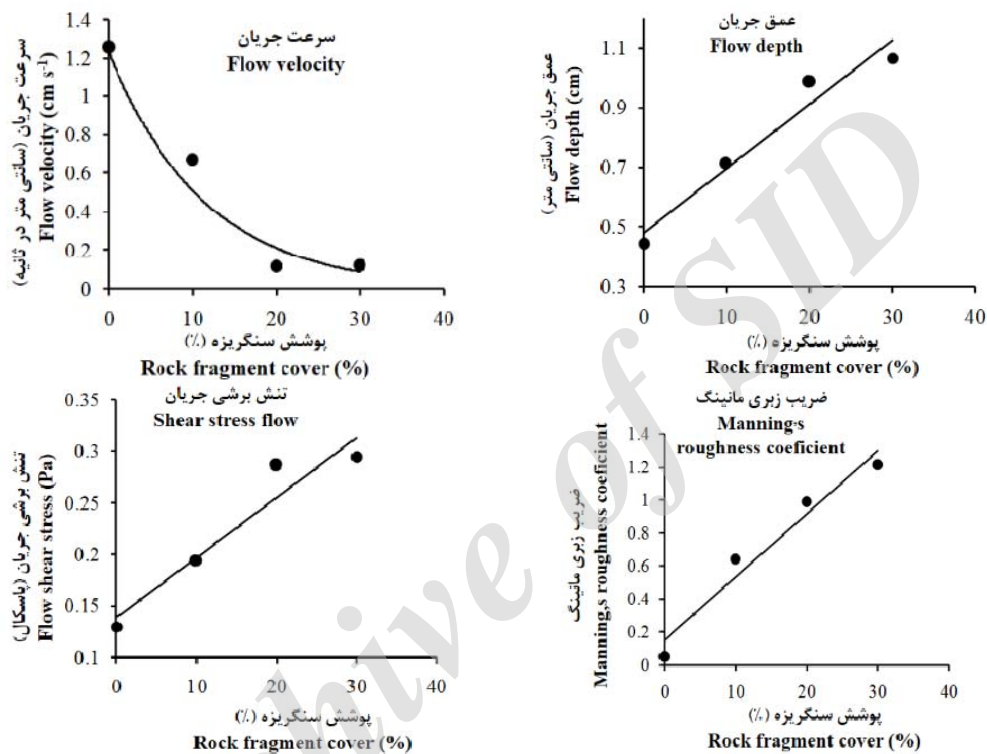 سرعت جریان
Flow velocity
سرعت جریان (سانتی متر در ثانیه)
Flow velocity (cm s⁻¹)
1.4
1.2
1
0.8
0.6
0.4
0.2
0
0 10 20 30 40
پوشش سنگریزه (٪)
Rock fragment cover (%)
عمق جریان
Flow depth
عمق جریان (سانتی متر)
Flow depth (cm)
1.1
0.9
0.7
0.5
0.3
0 10 20 30 40
پوشش سنگریزه (٪)
Rock fragment cover (%)
تنش برشی جریان
Shear stress flow
تنش برشی جریان (پاسکال)
Flow shear stress (Pa)
0.35
0.3
0.25
0.2
0.15
0.1
0 10 20 30 40
پوشش سنگریزه (٪)
Rock fragment cover (%)
ضریب زبری مانینگ
Manning,s
roughness coeficient
ضریب زبری مانینگ
Manning,s roughness coeficient
1.4
1.2
1
0.8
0.6
0.4
0.2
0
0 10 20 30 40
پوشش سنگریزه (٪)
Rock fragment cover (%)
hive of SID